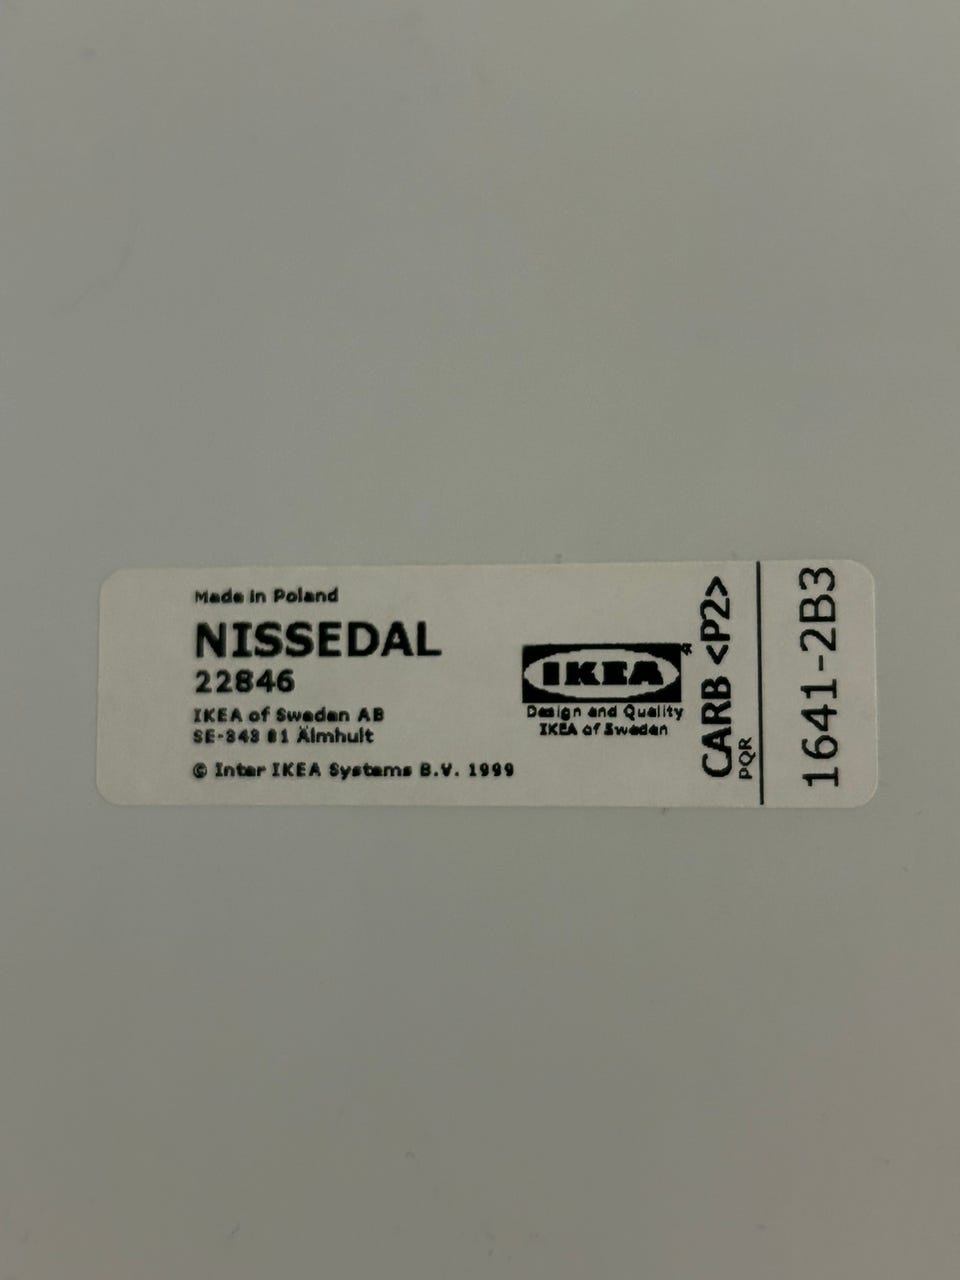 Made in Poland
NISSEDAL
22846
IKEA of Sweden AB
SE-343 81 Älmhult
© Inter IKEA Systems B.V. 1999
IKEA®
Design and Quality
IKEA of Sweden
CARB <P2>
PQR
1641-2B3